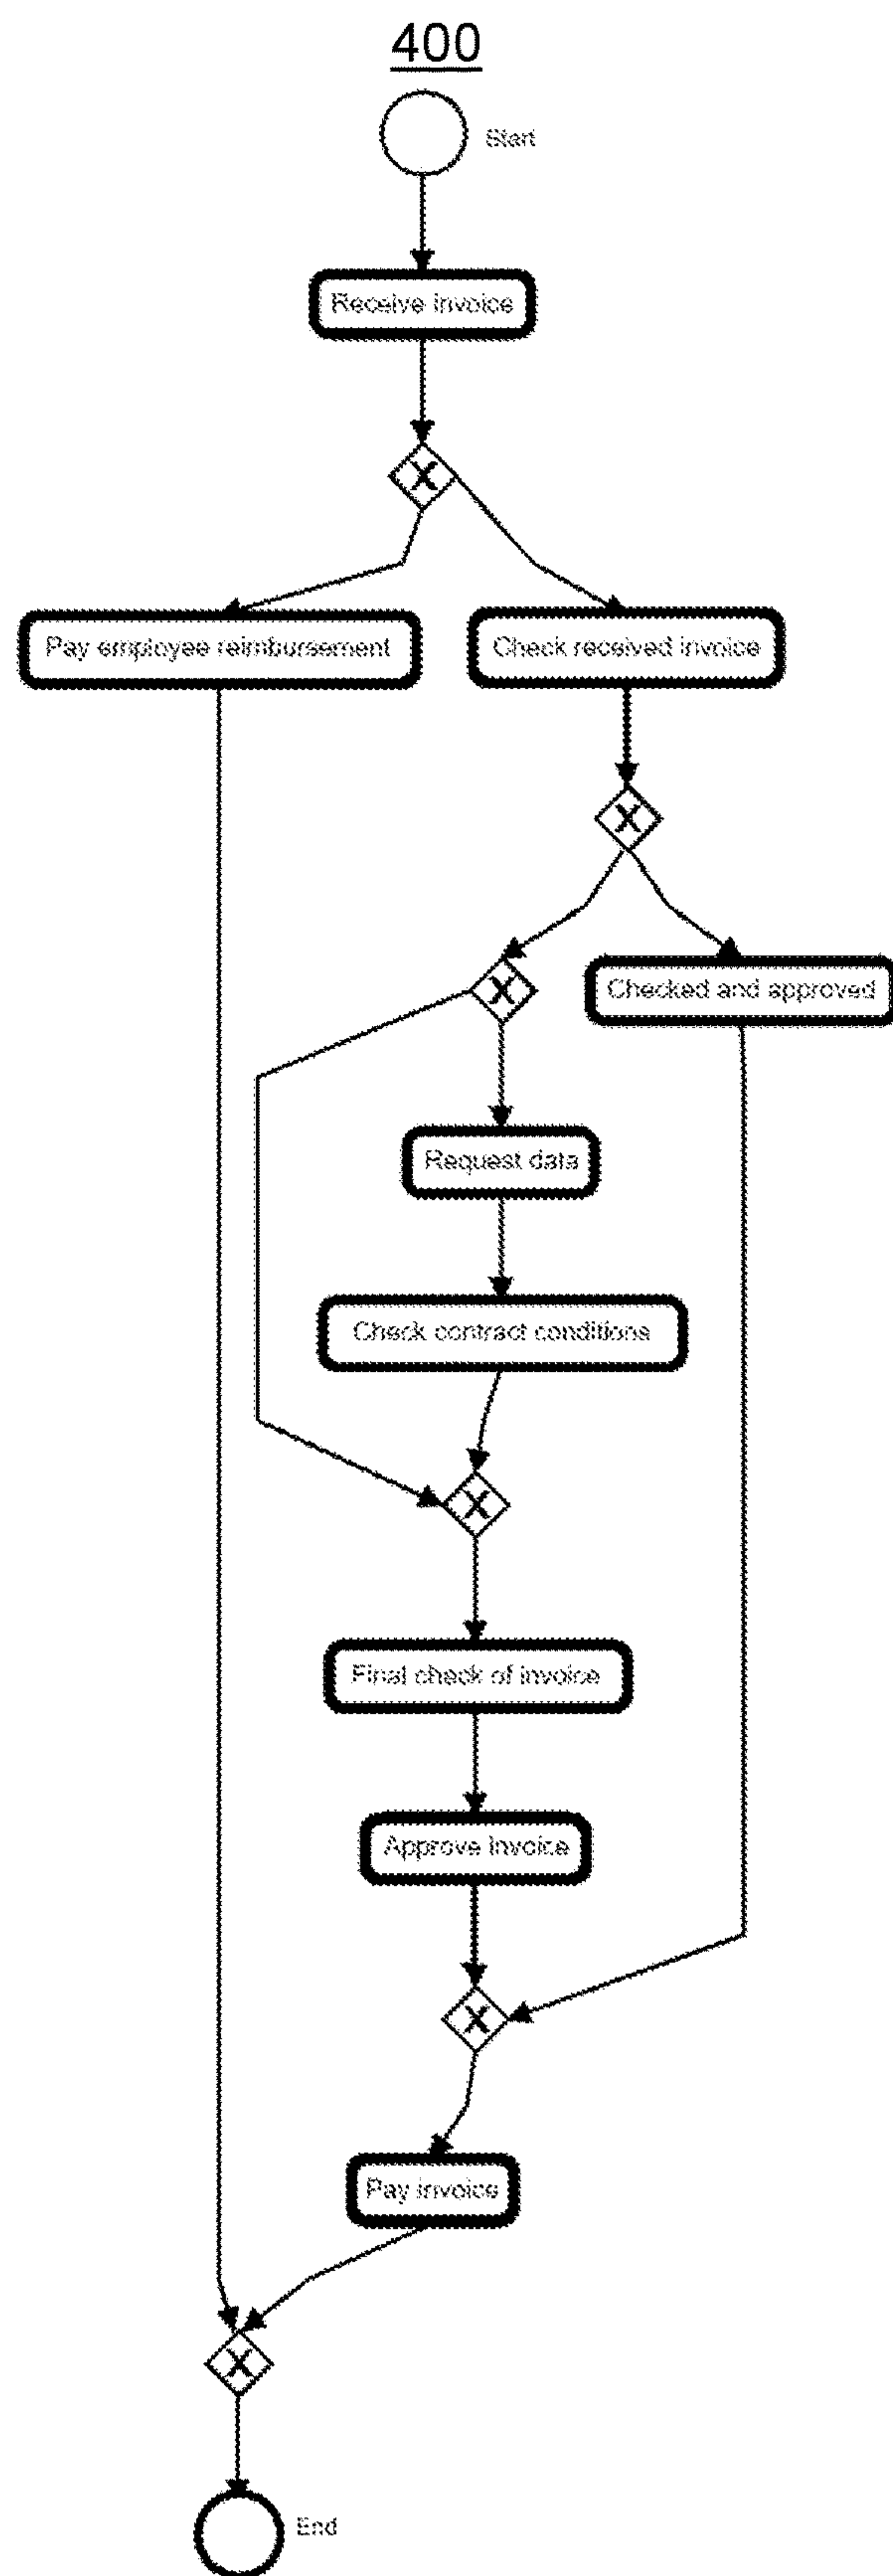 400
Start
Receive invoice
X
Pay employee reimbursement
Check received invoice
X
X
Checked and approved
Request data
Check contract conditions
X
Final check of invoice
Approve invoice
X
Pay invoice
X
End